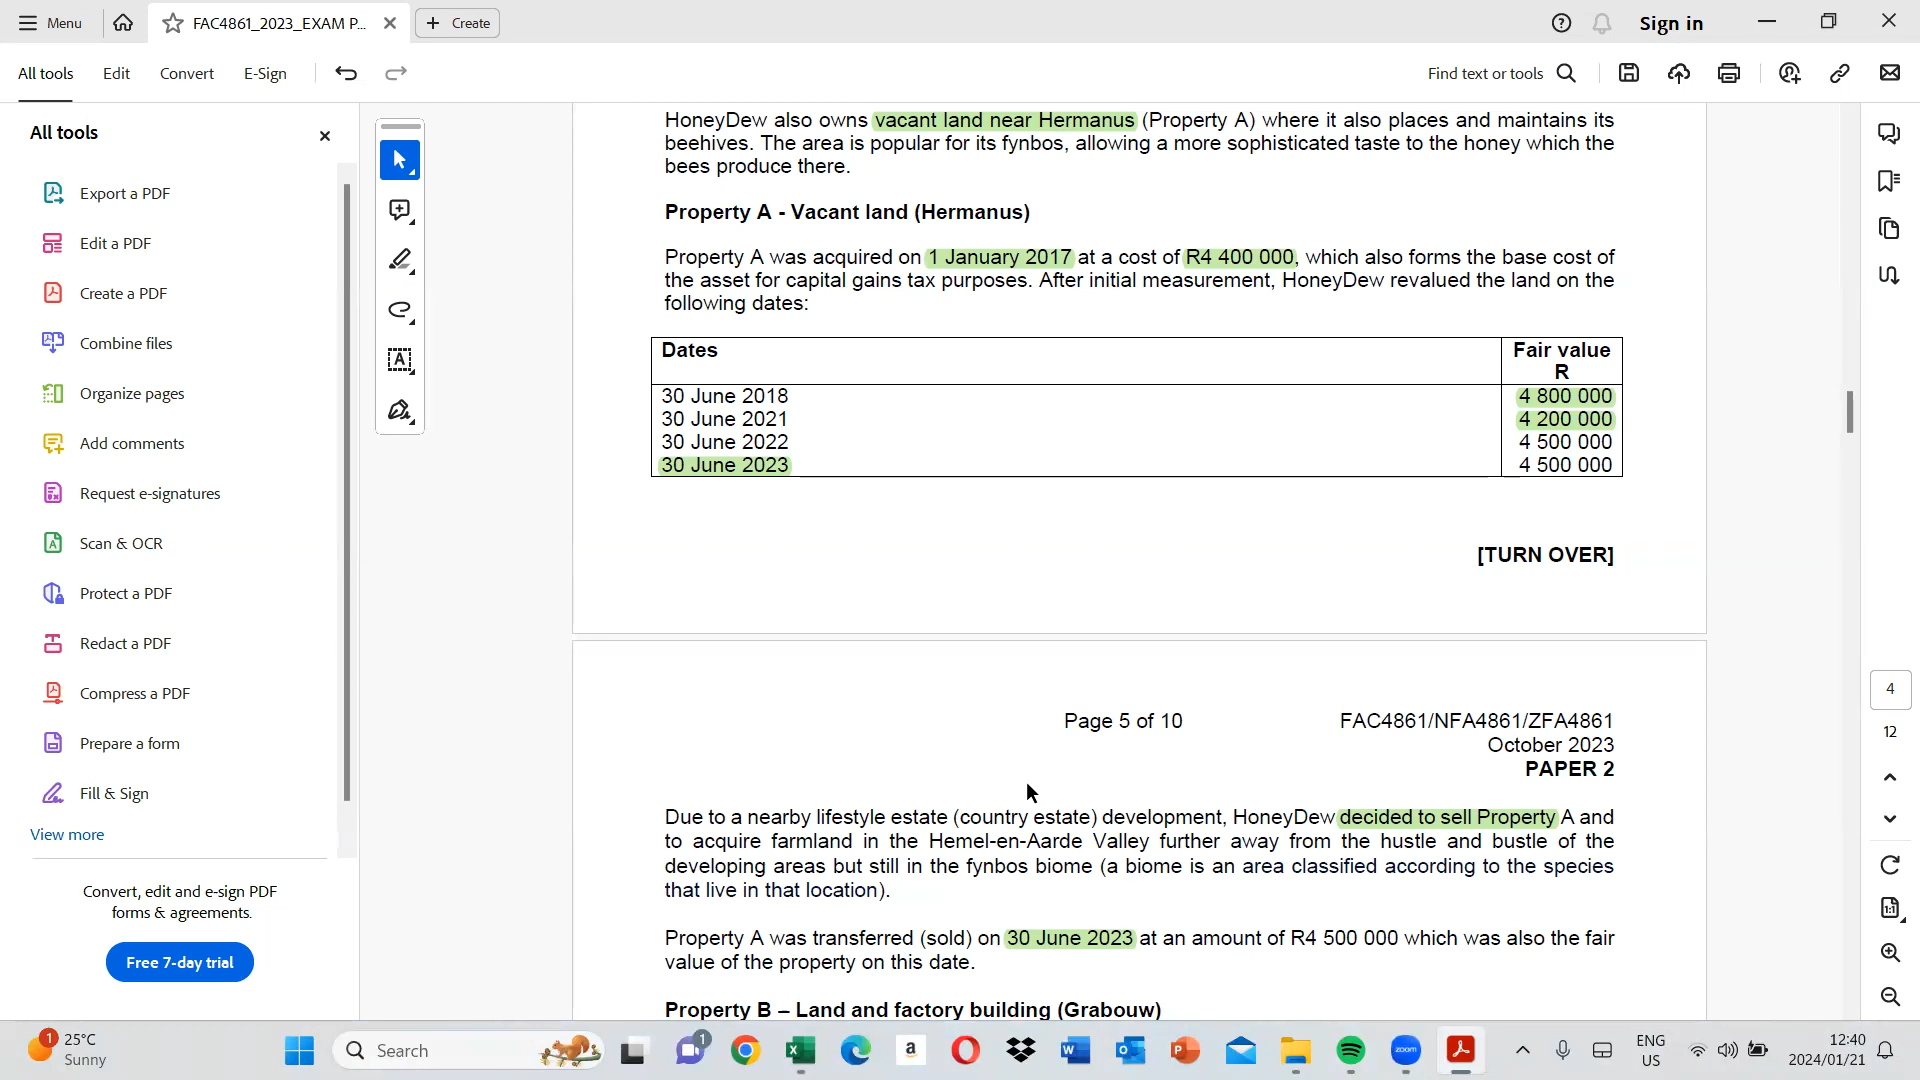 Menu
FAC4861_2023_EXAM P...
Create
Sign in
All tools
Edit
Convert
E-Sign
Find text or tools
All tools
Export a PDF
Edit a PDF
Create a PDF
Combine files
Organize pages
Add comments
Request e-signatures
Scan & OCR
Protect a PDF
Redact a PDF
Compress a PDF
Prepare a form
Fill & Sign
View more
Convert, edit and e-sign PDF
forms & agreements.
Free 7-day trial
HoneyDew also owns vacant land near Hermanus (Property A) where it also places and maintains its
beehives. The area is popular for its fynbos, allowing a more sophisticated taste to the honey which the
bees produce there.
Property A - Vacant land (Hermanus)
Property A was acquired on 1 January 2017 at a cost of R4 400 000, which also forms the base cost of
the asset for capital gains tax purposes. After initial measurement, HoneyDew revalued the land on the
following dates:
Dates Fair value
R
30 June 2018 4 800 000
30 June 2021 4 200 000
30 June 2022 4 500 000
30 June 2023 4 500 000
[TURN OVER]
Page 5 of 10 FAC4861/NFA4861/ZFA4861
October 2023
PAPER 2
Due to a nearby lifestyle estate (country estate) development, HoneyDew decided to sell Property A and
to acquire farmland in the Hemel-en-Aarde Valley further away from the hustle and bustle of the
developing areas but still in the fynbos biome (a biome is an area classified according to the species
that live in that location).
Property A was transferred (sold) on 30 June 2023 at an amount of R4 500 000 which was also the fair
value of the property on this date.
Property B – Land and factory building (Grabouw)
4
12
1:1
1
25°C
Sunny
Search
1
a
zoom
ENG
US
12:40
2024/01/21